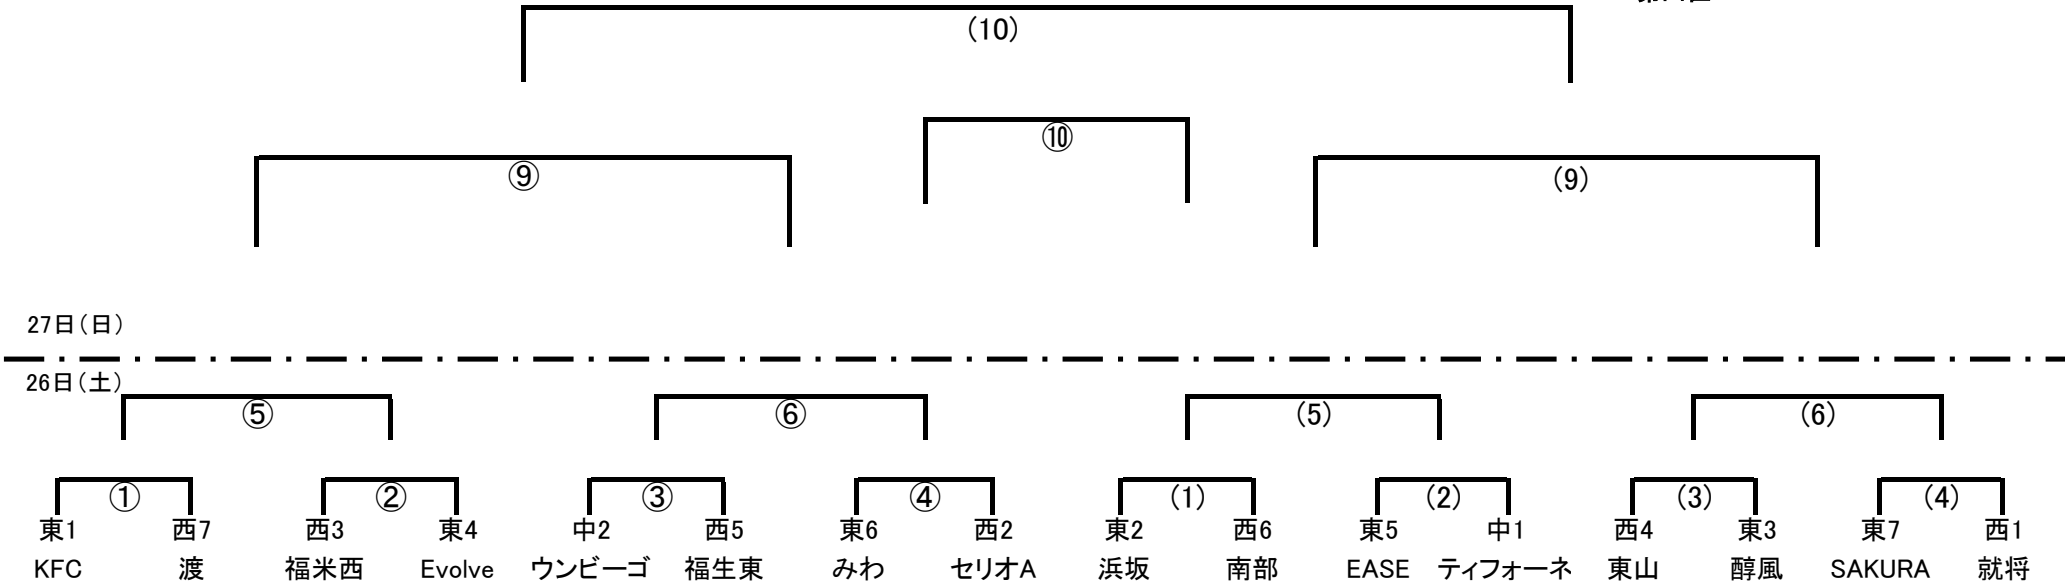 (10)
⑩
⑨ (9)
27日(日)
26日(土)
⑤ ⑥ (5) (6)
① ② ③ ④ (1) (2) (3) (4)
東1 西7 西3 東4 中2 西5 東6 西2 東2 西6 東5 中1 西4 東3 東7 西1
KFC 渡 福米西 Evolve ウンビーゴ 福生東 みわ セリオA 浜坂 南部 EASE ティフォーネ 東山 醇風 SAKURA 就将